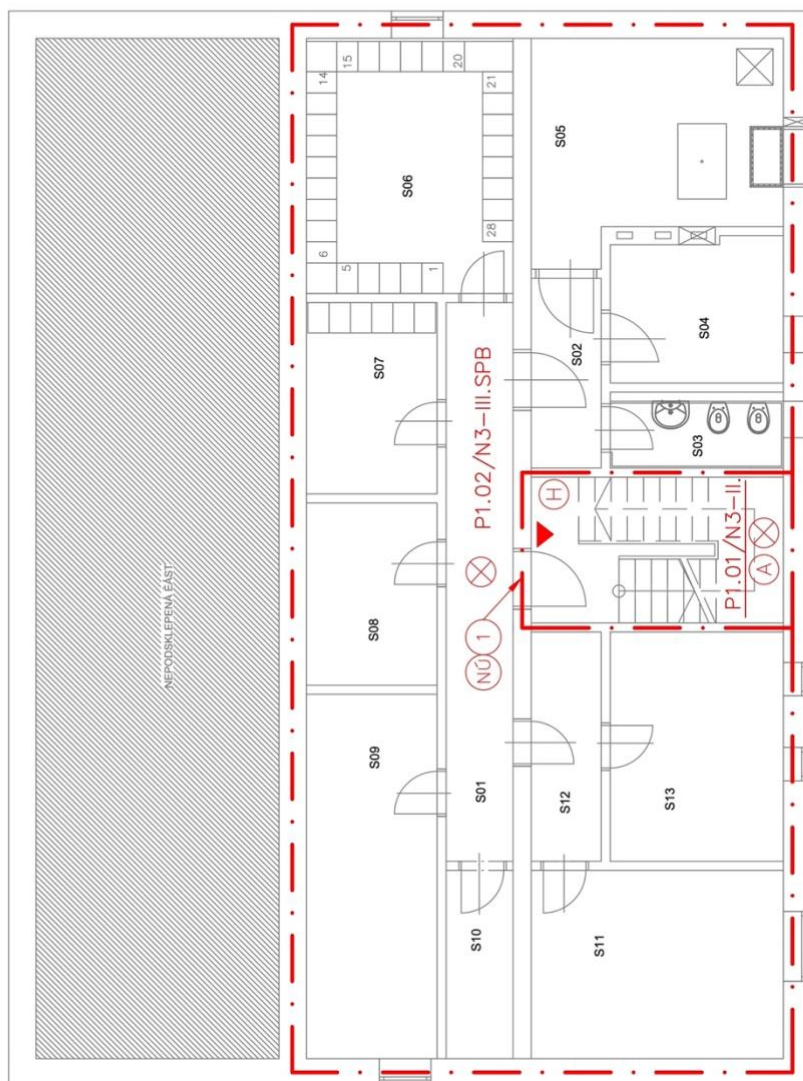 NEPODSKLEPENÁ ČÁST
14
15
20
21
6
5
1
28
S06
S05
S07
S02
S04
S03
P1.02/N3-III.SPB
H
P1.01/N3-II.
A
NÚ 1
S08
S09
S01
S12
S13
S10
S11